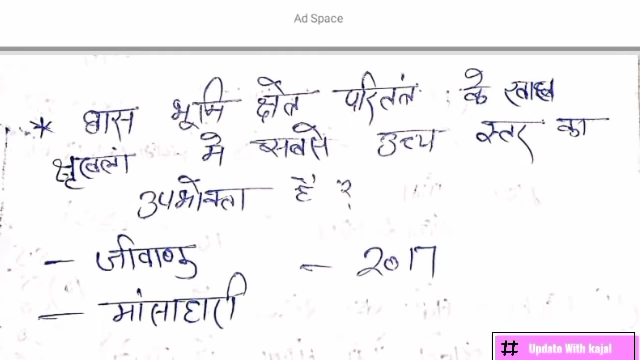 Ad Space
* घास भूमि क्षेत परितंत्र के खाद्य
श्रृंखला मे सबसे उच्च स्तर का
उपभोक्ता है ?
– जीवाणु – 2017
– मांसाहारी
# Update With kajal